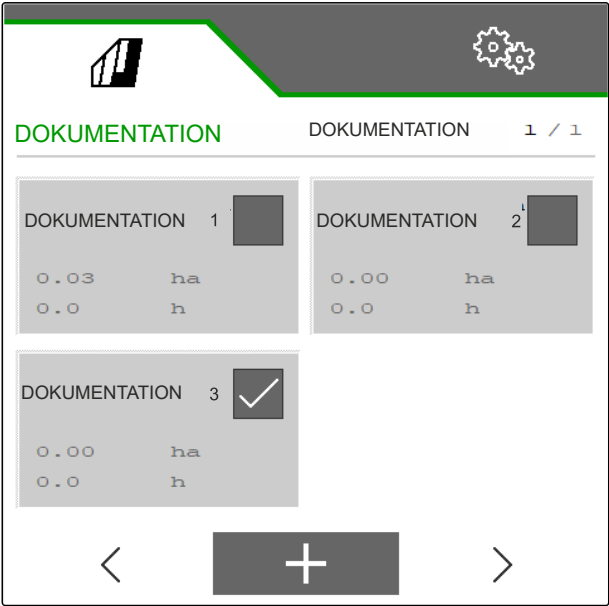 DOKUMENTATION DOKUMENTATION 1 / 1
DOKUMENTATION 1
0.03 ha
0.0 h
DOKUMENTATION 2
0.00 ha
0.0 h
DOKUMENTATION 3
0.00 ha
0.0 h